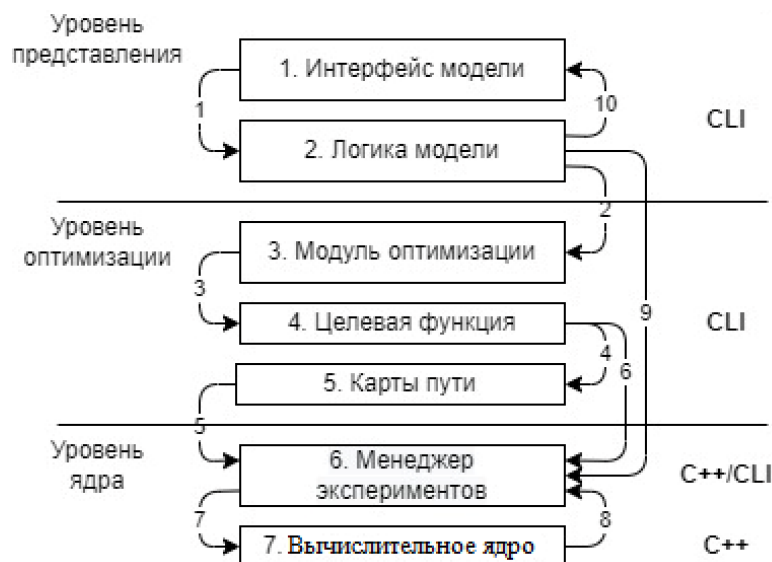 Уровень
представления
1. Интерфейс модели
1
10
CLI
2. Логика модели
2
Уровень
оптимизации
3. Модуль оптимизации
3
9
CLI
4. Целевая функция
4
6
5. Карты пути
5
Уровень
ядра
6. Менеджер
экспериментов
C++/CLI
7
8
7. Вычислительное ядро
C++